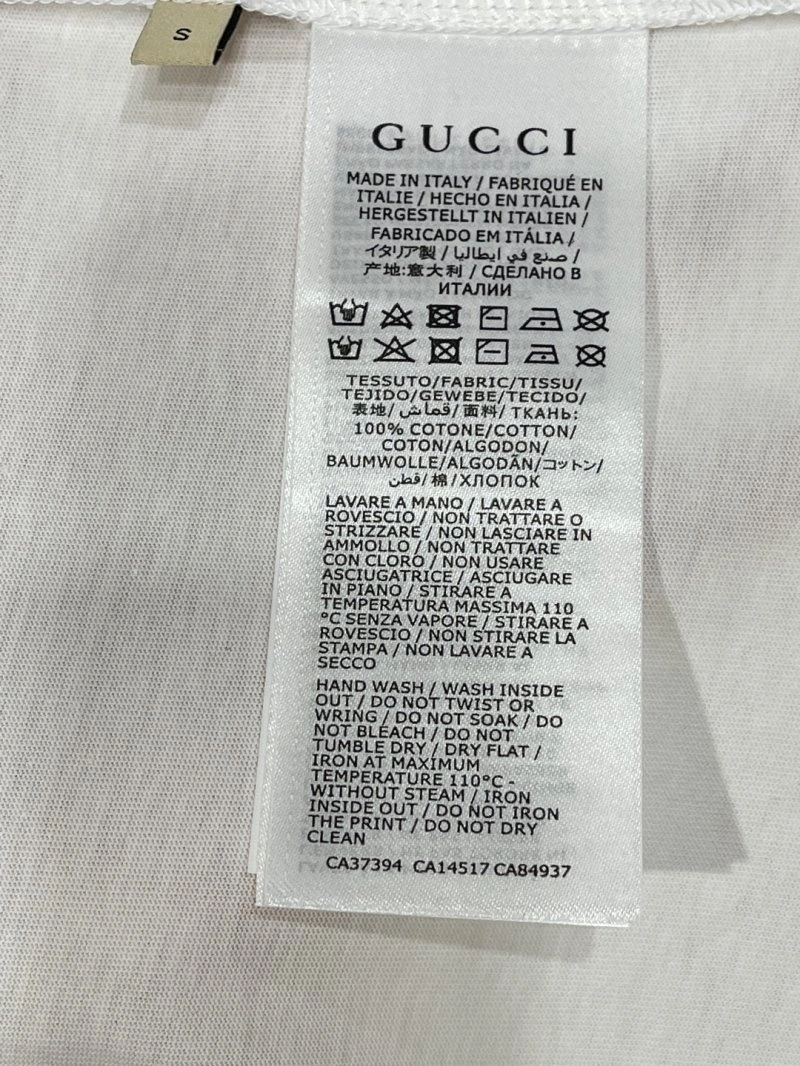 S
GUCCI
MADE IN ITALY / FABRIQUÉ EN
ITALIE / HECHO EN ITALIA /
HERGESTELLT IN ITALIEN /
FABRICADO EM ITÁLIA /
イタリア製 / صنع في ايطاليا /
产地:意大利 / СДЕЛАНО В
ИТАЛИИ
TESSUTO/FABRIC/TISSU/
TEJIDO/GEWEBE/TECIDO/
表地/ قماش/ 面料/ ТКАНЬ:
100% COTONE/COTTON/
COTON/ALGODON/
BAUMWOLLE/ALGODÃN/コットン/
قطن/ 棉/ ХЛОПОК
LAVARE A MANO / LAVARE A
ROVESCIO / NON TRATTARE O
STRIZZARE / NON LASCIARE IN
AMMOLLO / NON TRATTARE
CON CLORO / NON USARE
ASCIUGATRICE / ASCIUGARE
IN PIANO / STIRARE A
TEMPERATURA MASSIMA 110
°C SENZA VAPORE / STIRARE A
ROVESCIO / NON STIRARE LA
STAMPA / NON LAVARE A
SECCO
HAND WASH / WASH INSIDE
OUT / DO NOT TWIST OR
WRING / DO NOT SOAK / DO
NOT BLEACH / DO NOT
TUMBLE DRY / DRY FLAT /
IRON AT MAXIMUM
TEMPERATURE 110°C -
WITHOUT STEAM / IRON
INSIDE OUT / DO NOT IRON
THE PRINT / DO NOT DRY
CLEAN
CA37394 CA14517 CA84937